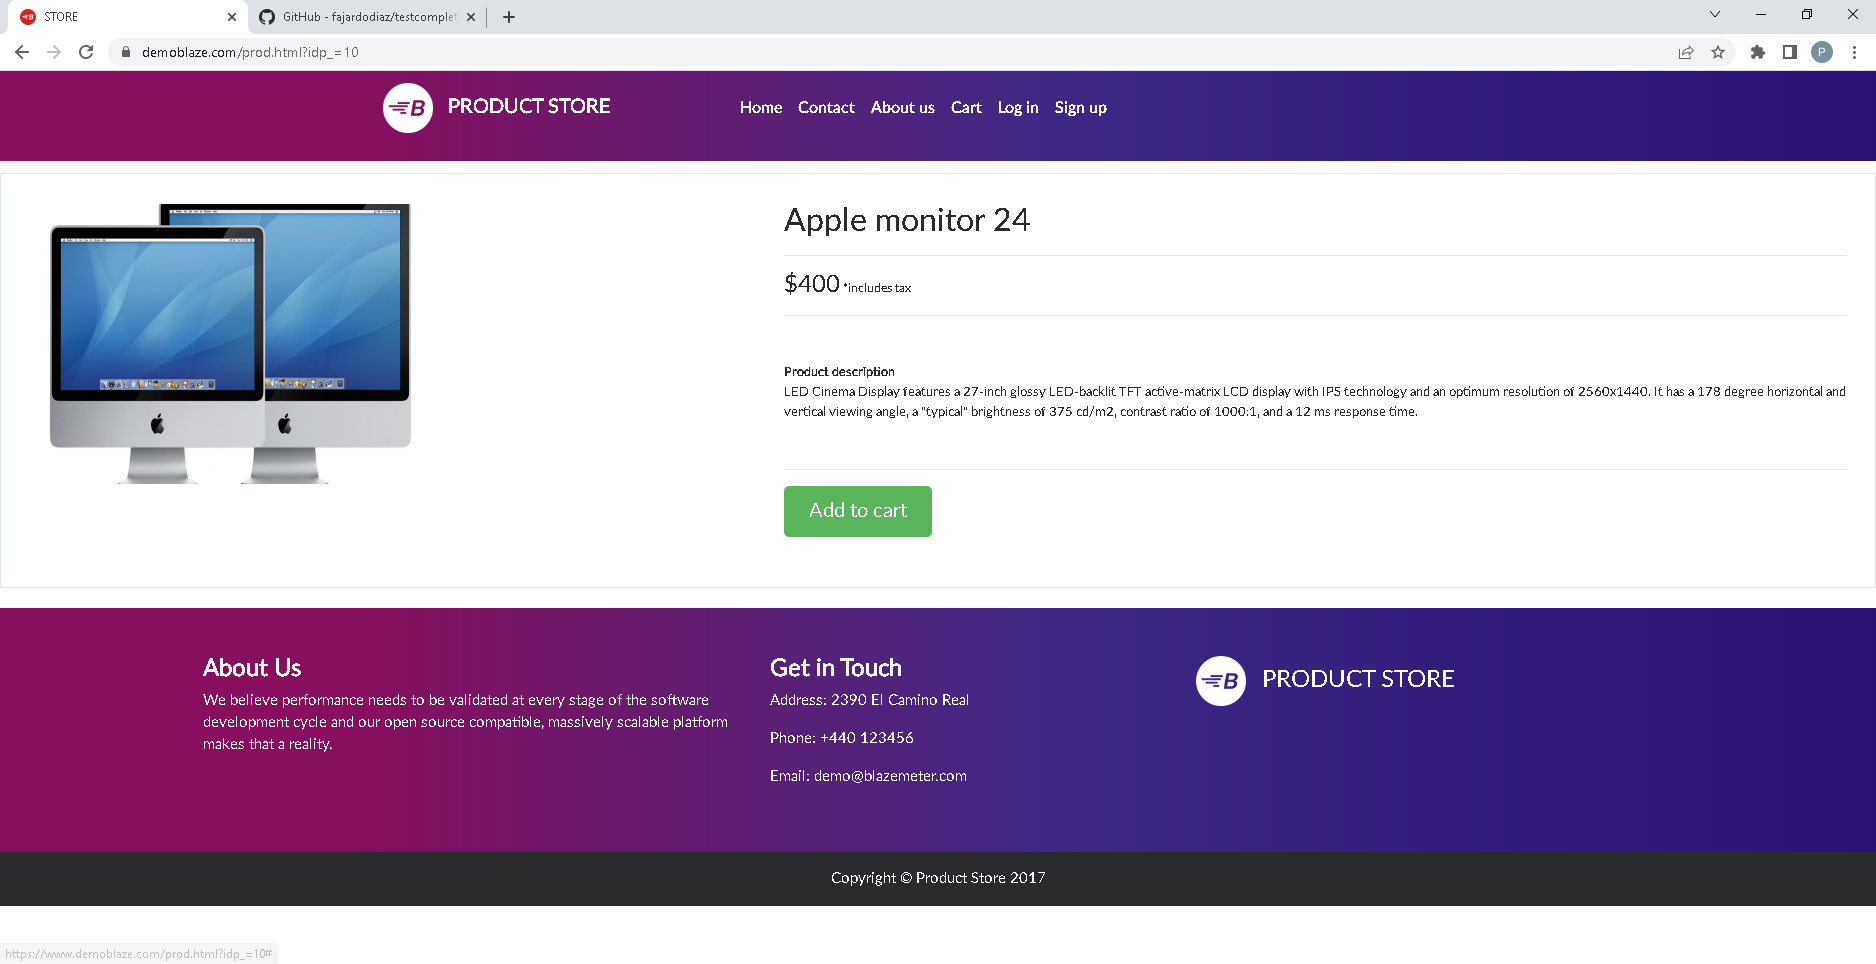 STORE
GitHub - fajardodiaz/testcomplet
demoblaze.com/prod.html?idp_=10
P
B PRODUCT STORE
Home Contact About us Cart Log in Sign up
Apple monitor 24
$400 *includes tax
Product description
LED Cinema Display features a 27-inch glossy LED-backlit TFT active-matrix LCD display with IPS technology and an optimum resolution of 2560x1440. It has a 178 degree horizontal and
vertical viewing angle, a "typical" brightness of 375 cd/m2, contrast ratio of 1000:1, and a 12 ms response time.
Add to cart
About Us
We believe performance needs to be validated at every stage of the software
development cycle and our open source compatible, massively scalable platform
makes that a reality.
Get in Touch
Address: 2390 El Camino Real
Phone: +440 123456
Email: demo@blazemeter.com
B PRODUCT STORE
Copyright © Product Store 2017
https://www.demoblaze.com/prod.html?idp_=10#